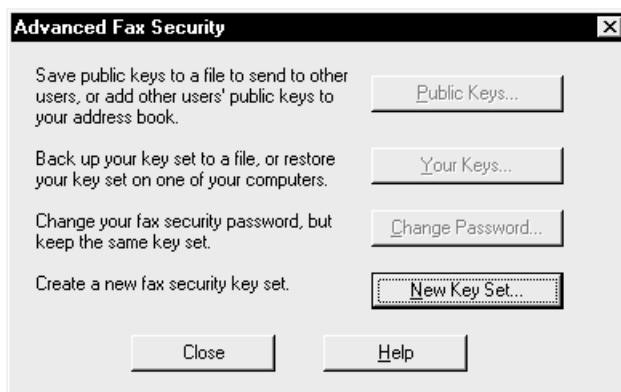 Advanced Fax Security
Save public keys to a file to send to other
users, or add other users' public keys to
your address book.
Public Keys...
Back up your key set to a file, or restore
your key set on one of your computers.
Your Keys...
Change your fax security password, but
keep the same key set.
Change Password...
Create a new fax security key set.
New Key Set...
Close
Help